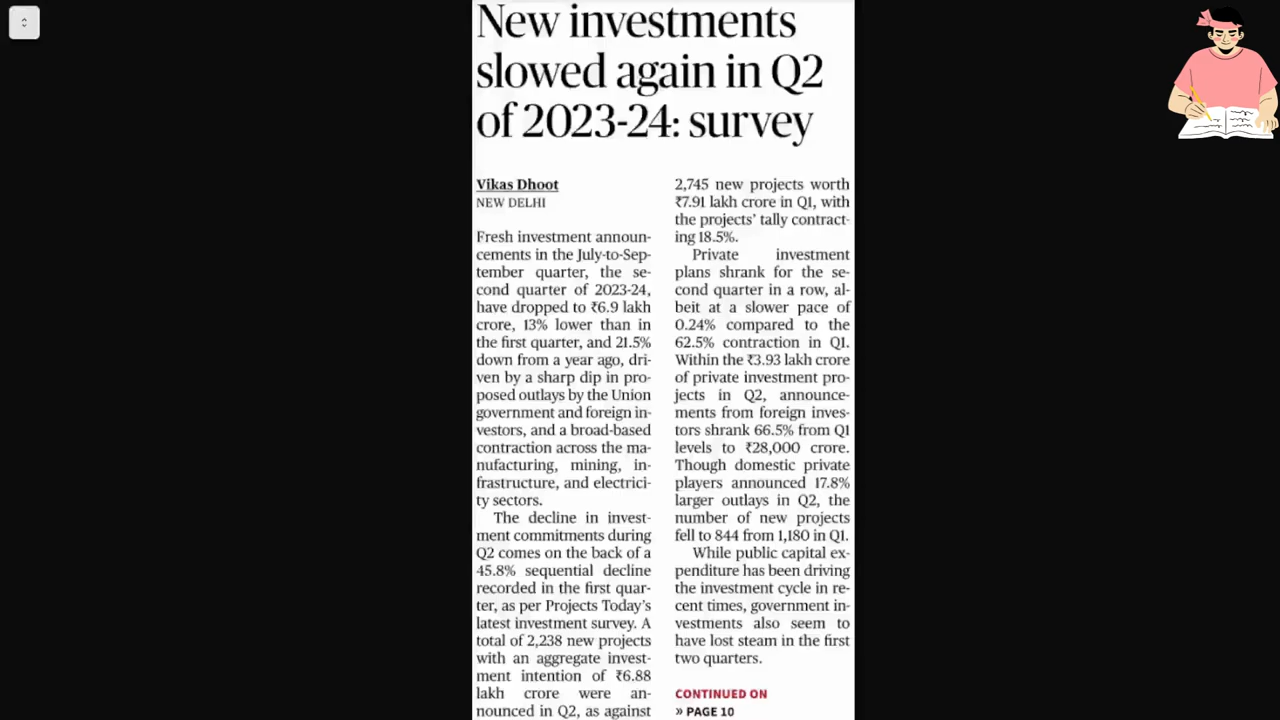 New investments
slowed again in Q2
of 2023-24: survey
Vikas Dhoot
NEW DELHI
Fresh investment announ-
cements in the July-to-Sep-
tember quarter, the se-
cond quarter of 2023-24,
have dropped to ₹6.9 lakh
crore, 13% lower than in
the first quarter, and 21.5%
down from a year ago, dri-
ven by a sharp dip in pro-
posed outlays by the Union
government and foreign in-
vestors, and a broad-based
contraction across the ma-
nufacturing, mining, in-
frastructure, and electrici-
ty sectors.
The decline in invest-
ment commitments during
Q2 comes on the back of a
45.8% sequential decline
recorded in the first quar-
ter, as per Projects Today's
latest investment survey. A
total of 2,238 new projects
with an aggregate invest-
ment intention of ₹6.88
lakh crore were an-
nounced in Q2, as against
2,745 new projects worth
₹7.91 lakh crore in Q1, with
the projects' tally contract-
ing 18.5%.
Private investment
plans shrank for the se-
cond quarter in a row, al-
beit at a slower pace of
0.24% compared to the
62.5% contraction in Q1.
Within the ₹3.93 lakh crore
of private investment pro-
jects in Q2, announce-
ments from foreign inves-
tors shrank 66.5% from Q1
levels to ₹28,000 crore.
Though domestic private
players announced 17.8%
larger outlays in Q2, the
number of new projects
fell to 844 from 1,180 in Q1.
While public capital ex-
penditure has been driving
the investment cycle in re-
cent times, government in-
vestments also seem to
have lost steam in the first
two quarters.
CONTINUED ON
» PAGE 10